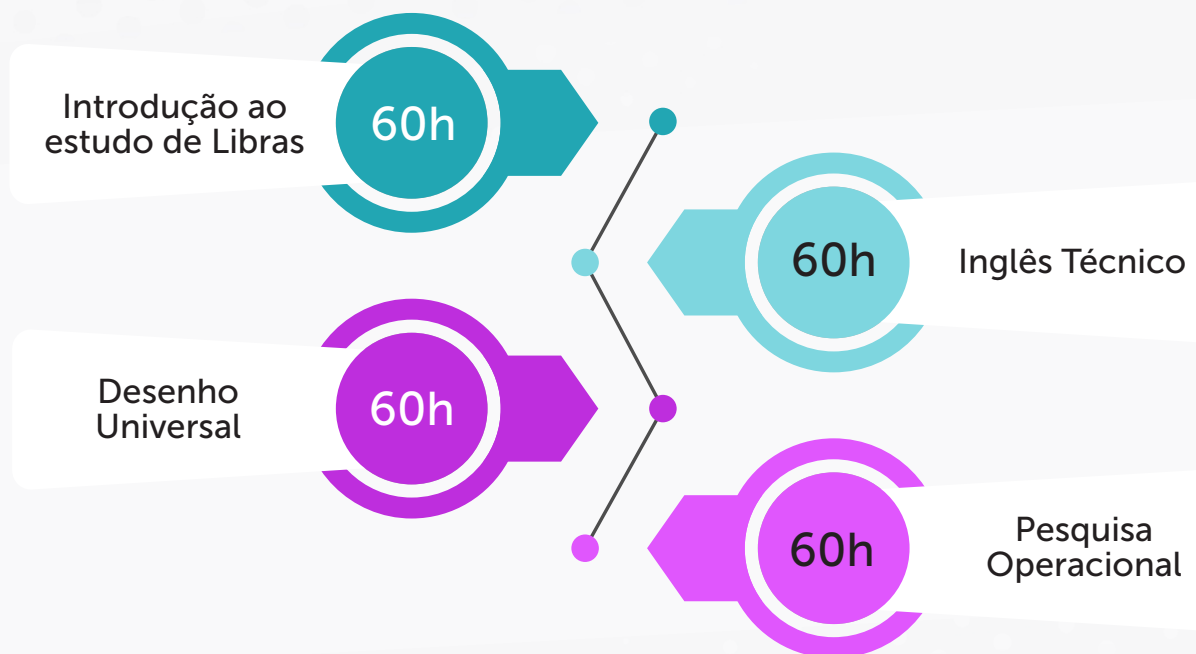 Introdução ao
estudo de Libras
60h
60h
Inglês Técnico
Desenho
Universal
60h
60h
Pesquisa
Operacional